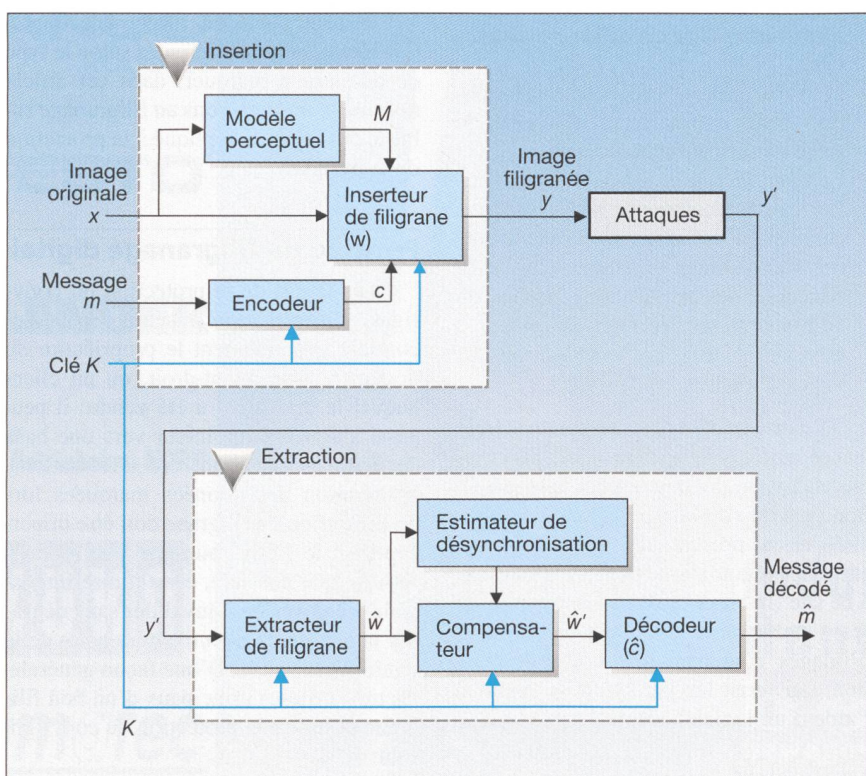 Insertion
Modèle
perceptuel
M
Image
originale
x
Inserteur
de filigrane
(w)
Image
filigranée
y
Attaques
y'
Message
m
Encodeur
c
Clé K
Extraction
Estimateur de
désynchronisation
Message
décodé
m̂
y'
Extracteur
de filigrane
ŵ
Compensa-
teur
ŵ'
Décodeur
(ĉ)
K